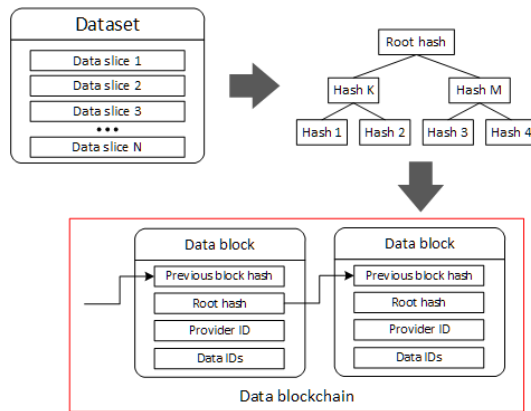 Dataset
Data slice 1
Data slice 2
Data slice 3
•••
Data slice N
Root hash
Hash K
Hash M
Hash 1
Hash 2
Hash 3
Hash 4
Data block
Previous block hash
Root hash
Provider ID
Data IDs
Data block
Previous block hash
Root hash
Provider ID
Data IDs
Data blockchain